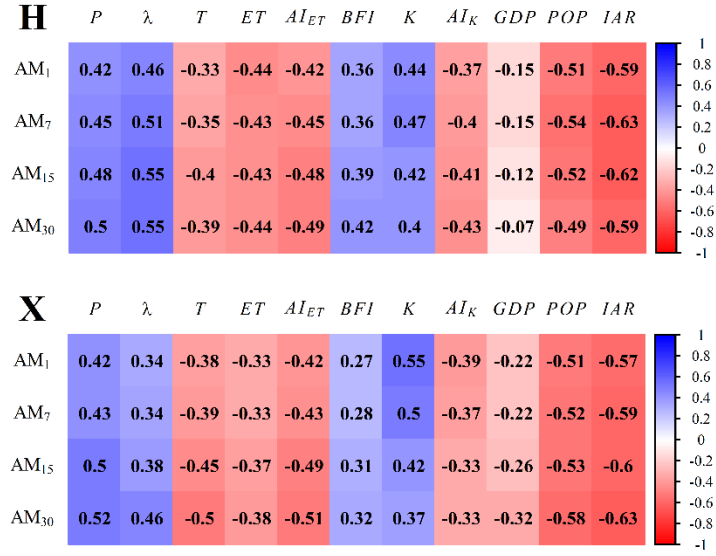 H P λ T ET AI_ET BFI K AI_K GDP POP IAR
AM₁ 0.42 0.46 -0.33 -0.44 -0.42 0.36 0.44 -0.37 -0.15 -0.51 -0.59
AM₇ 0.45 0.51 -0.35 -0.43 -0.45 0.36 0.47 -0.4 -0.15 -0.54 -0.63
AM₁₅ 0.48 0.55 -0.4 -0.43 -0.48 0.39 0.42 -0.41 -0.12 -0.52 -0.62
AM₃₀ 0.5 0.55 -0.39 -0.44 -0.49 0.42 0.4 -0.43 -0.07 -0.49 -0.59
1
0.8
0.6
0.4
0.2
0
-0.2
-0.4
-0.6
-0.8
-1
X P λ T ET AI_ET BFI K AI_K GDP POP IAR
AM₁ 0.42 0.34 -0.38 -0.33 -0.42 0.27 0.55 -0.39 -0.22 -0.51 -0.57
AM₇ 0.43 0.34 -0.39 -0.33 -0.43 0.28 0.5 -0.37 -0.22 -0.52 -0.59
AM₁₅ 0.5 0.38 -0.45 -0.37 -0.49 0.31 0.42 -0.33 -0.26 -0.53 -0.6
AM₃₀ 0.52 0.46 -0.5 -0.38 -0.51 0.32 0.37 -0.33 -0.32 -0.58 -0.63
1
0.8
0.6
0.4
0.2
0
-0.2
-0.4
-0.6
-0.8
-1